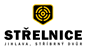 STŘELNICE
JIHLAVA, STŘÍBRNÝ DVŮR